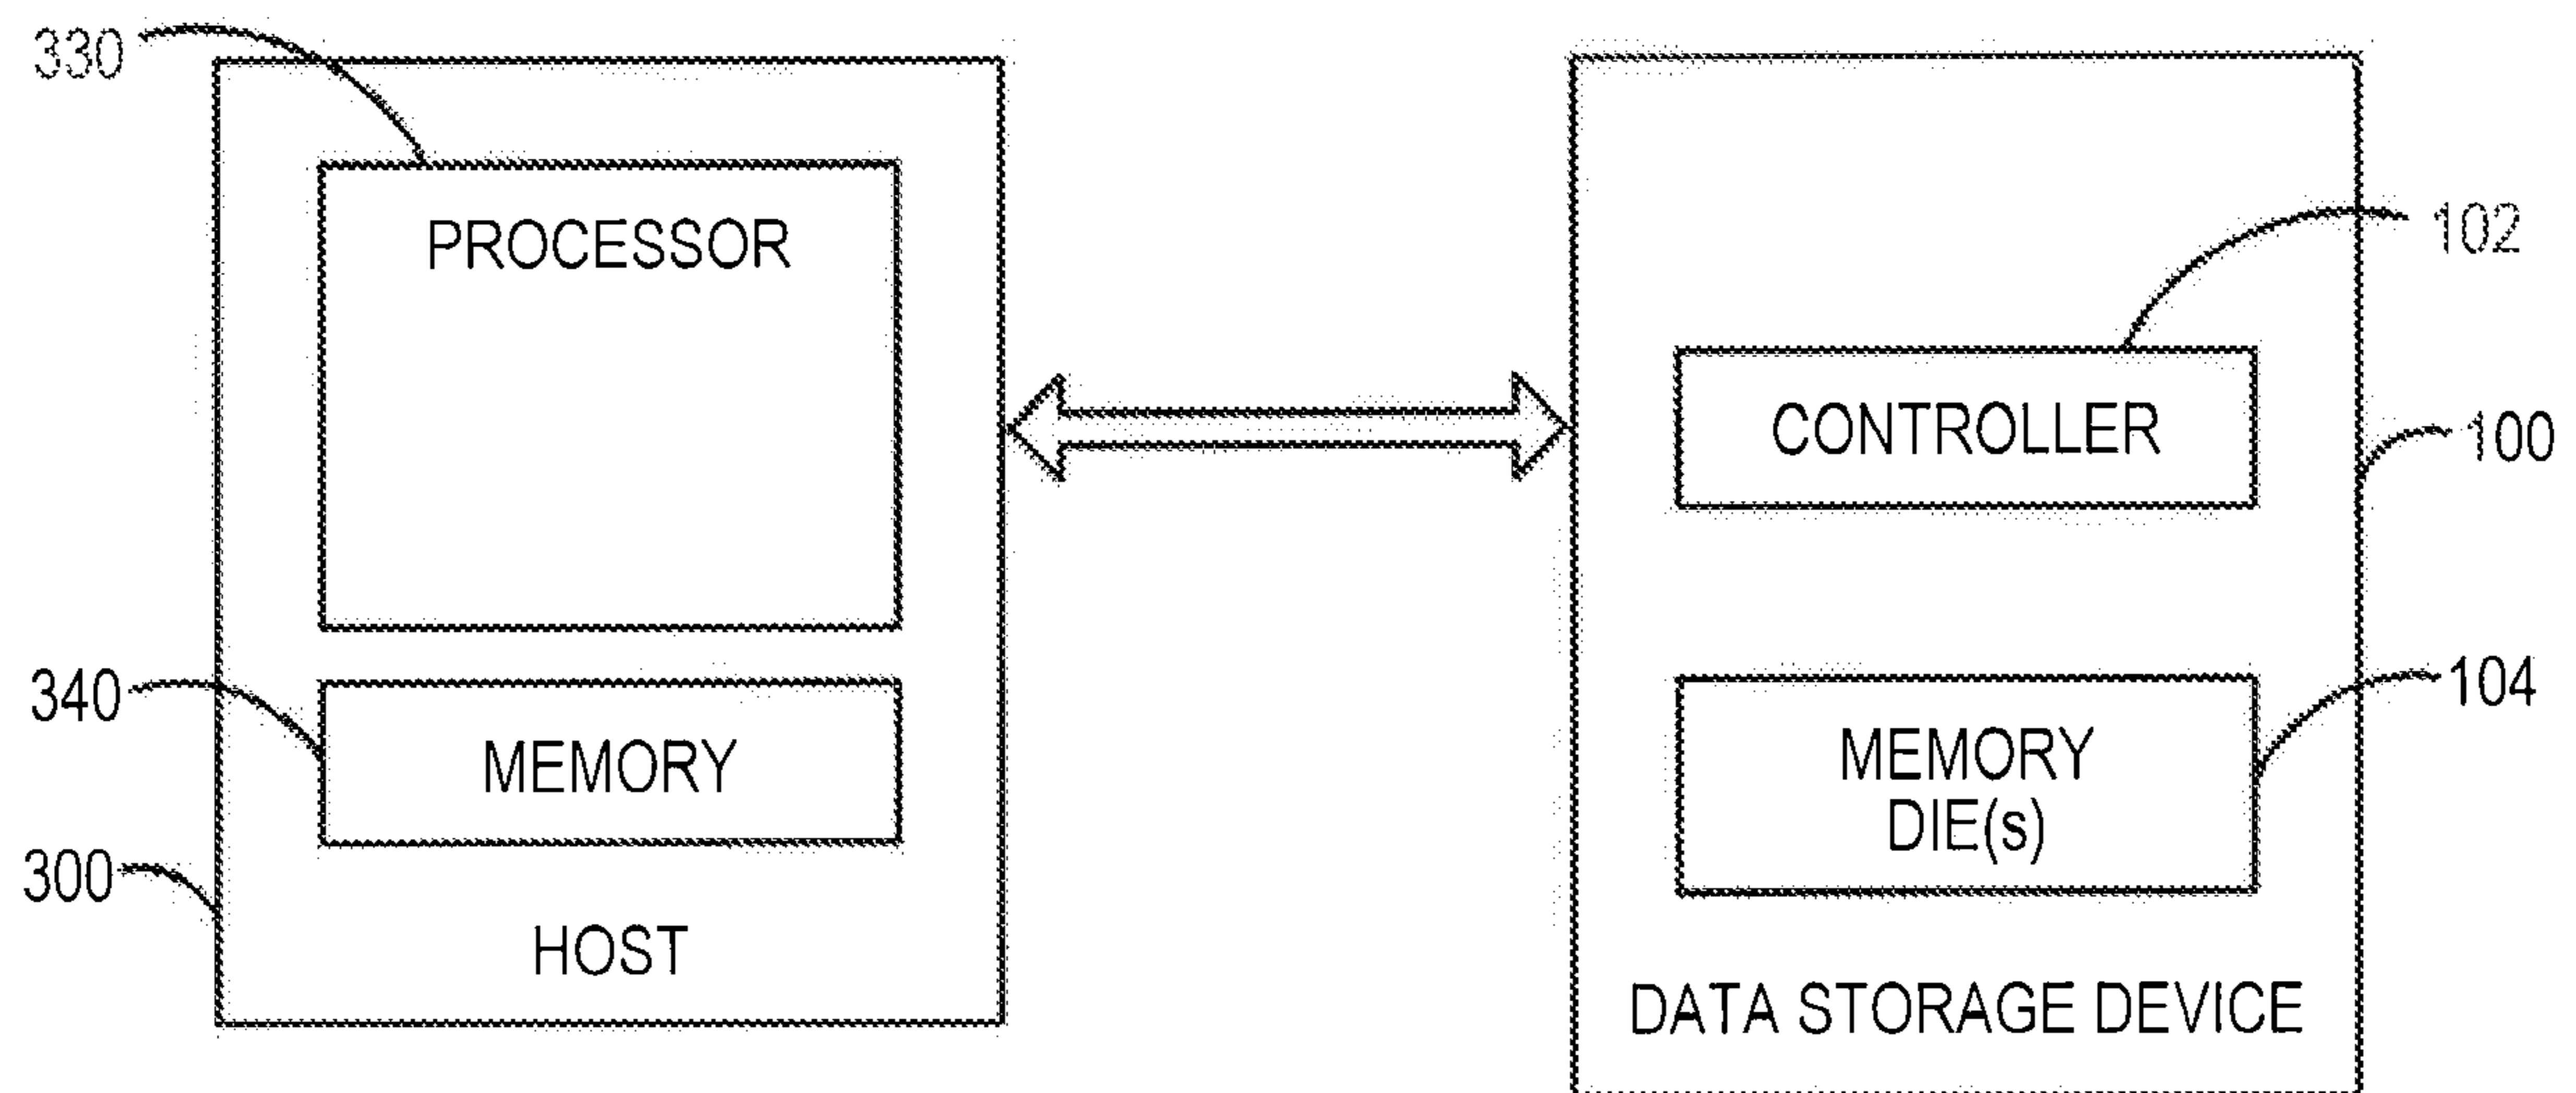 330
PROCESSOR
340
MEMORY
300
HOST
102
CONTROLLER
100
104
MEMORY
DIE(s)
DATA STORAGE DEVICE